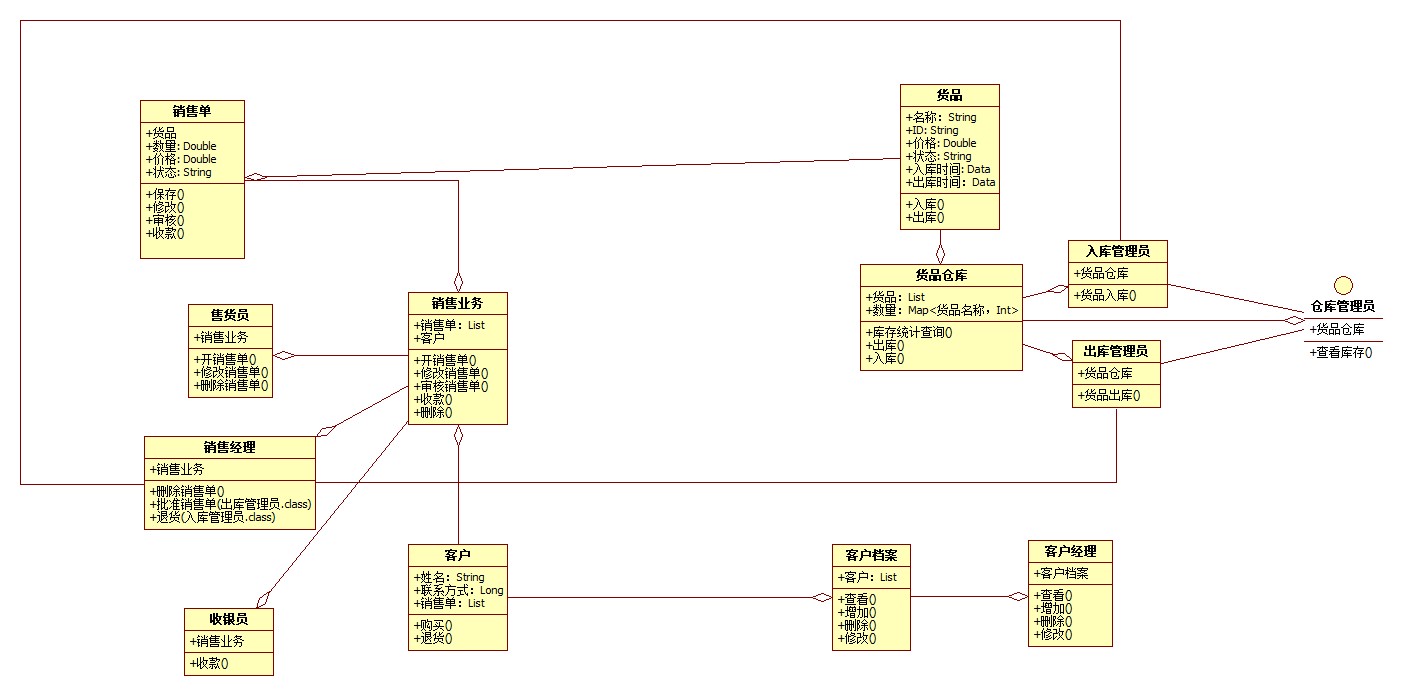 销售单
+货品
+数量: Double
+价格: Double
+状态: String
+保存()
+修改()
+审核()
+收款()
货品
+名称: String
+ID: String
+价格: Double
+状态: String
+入库时间: Data
+出库时间: Data
+入库()
+出库()
货品仓库
+货品: List
+数量: Map<货品名称, Int>
+库存统计查询()
+出库()
+入库()
入库管理员
+货品仓库
+货品入库()
仓库管理员
+货品仓库
+查看库存()
出库管理员
+货品仓库
+货品出库()
售货员
+销售业务
+开销售单()
+修改销售单()
+删除销售单()
销售业务
+销售单: List
+客户
+开销售单()
+修改销售单()
+审核销售单()
+收款()
+删除()
销售经理
+销售业务
+删除销售单()
+批准销售单(出库管理员.class)
+退货(入库管理员.class)
收银员
+销售业务
+收款()
客户
+姓名: String
+联系方式: Long
+销售单: List
+购买()
+退货()
客户档案
+客户: List
+查看()
+增加()
+删除()
+修改()
客户经理
+客户档案
+查看()
+增加()
+删除()
+修改()